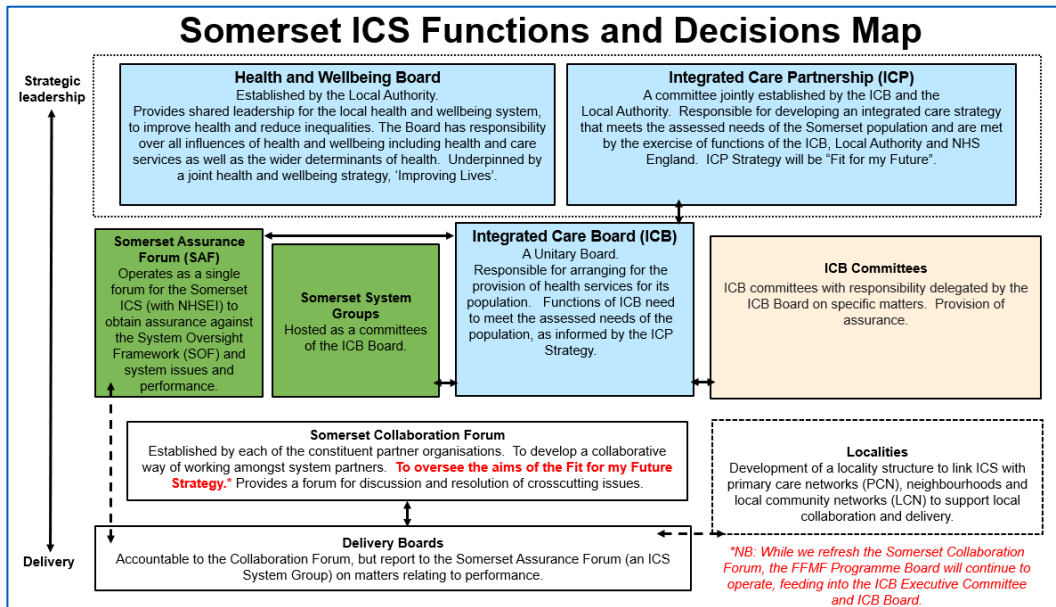 Somerset ICS Functions and Decisions Map
Strategic
leadership
Health and Wellbeing Board
Established by the Local Authority.
Provides shared leadership for the local health and wellbeing system,
to improve health and reduce inequalities. The Board has responsibility
over all influences of health and wellbeing including health and care
services as well as the wider determinants of health. Underpinned by
a joint health and wellbeing strategy, ‘Improving Lives’.
Integrated Care Partnership (ICP)
A committee jointly established by the ICB and the
Local Authority. Responsible for developing an integrated care strategy
that meets the assessed needs of the Somerset population and are met
by the exercise of functions of the ICB, Local Authority and NHS
England. ICP Strategy will be “Fit for my Future”.
Somerset Assurance
Forum (SAF)
Operates as a single
forum for the Somerset
ICS (with NHSEI) to
obtain assurance against
the System Oversight
Framework (SOF) and
system issues and
performance.
Somerset System
Groups
Hosted as a committees
of the ICB Board.
Integrated Care Board (ICB)
A Unitary Board.
Responsible for arranging for the
provision of health services for its
population. Functions of ICB need
to meet the assessed needs of the
population, as informed by the ICP
Strategy.
ICB Committees
ICB committees with responsibility delegated by the
ICB Board on specific matters. Provision of
assurance.
Somerset Collaboration Forum
Established by each of the constituent partner organisations. To develop a collaborative
way of working amongst system partners. To oversee the aims of the Fit for my Future
Strategy.* Provides a forum for discussion and resolution of crosscutting issues.
Localities
Development of a locality structure to link ICS with
primary care networks (PCN), neighbourhoods and
local community networks (LCN) to support local
collaboration and delivery.
Delivery
Delivery Boards
Accountable to the Collaboration Forum, but report to the Somerset Assurance Forum (an ICS
System Group) on matters relating to performance.
*NB: While we refresh the Somerset Collaboration
Forum, the FFMF Programme Board will continue to
operate, feeding into the ICB Executive Committee
and ICB Board.